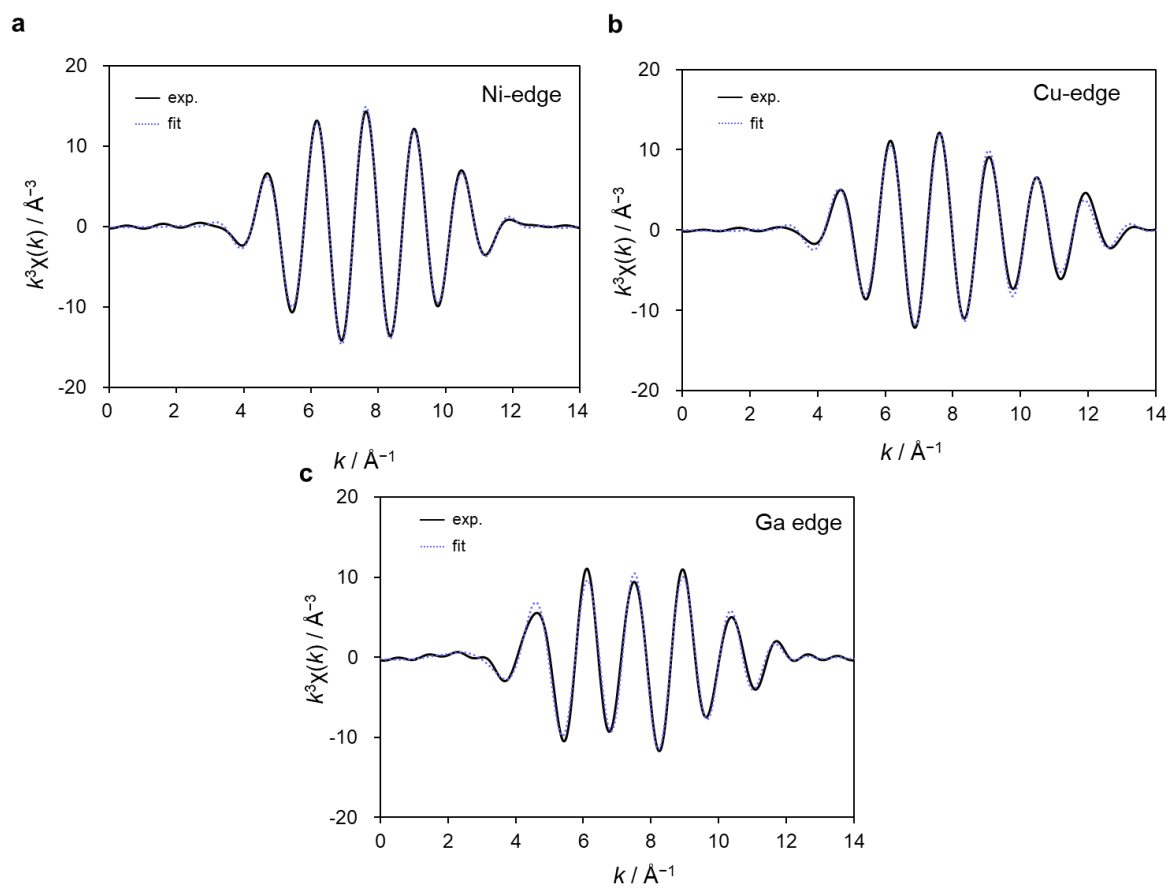 a
20
10
0
-10
-20
k³χ(k) / Å⁻³
exp.
fit
Ni-edge
0 2 4 6 8 10 12 14
k / Å⁻¹
b
20
10
0
-10
-20
k³χ(k) / Å⁻³
exp.
fit
Cu-edge
0 2 4 6 8 10 12 14
k / Å⁻¹
c
20
10
0
-10
-20
k³χ(k) / Å⁻³
exp.
fit
Ga edge
0 2 4 6 8 10 12 14
k / Å⁻¹